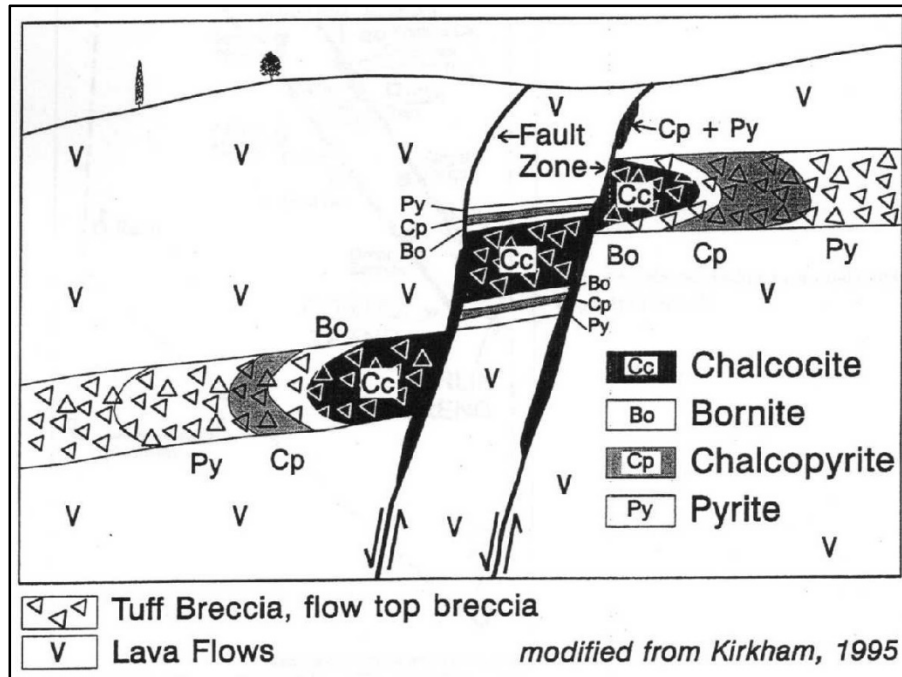 V
V
V
V
V
←Fault
Zone→
←Cp + Py
Py
Cp
Bo
Cc
Cc
Bo
Cp
Py
Bo
Cp
Py
V
V
V
Bo
Cc
Py
Cp
V
V
V
V
V
V
V
Cc Chalcocite
Bo Bornite
Cp Chalcopyrite
Py Pyrite
Tuff Breccia, flow top breccia
V Lava Flows
modified from Kirkham, 1995